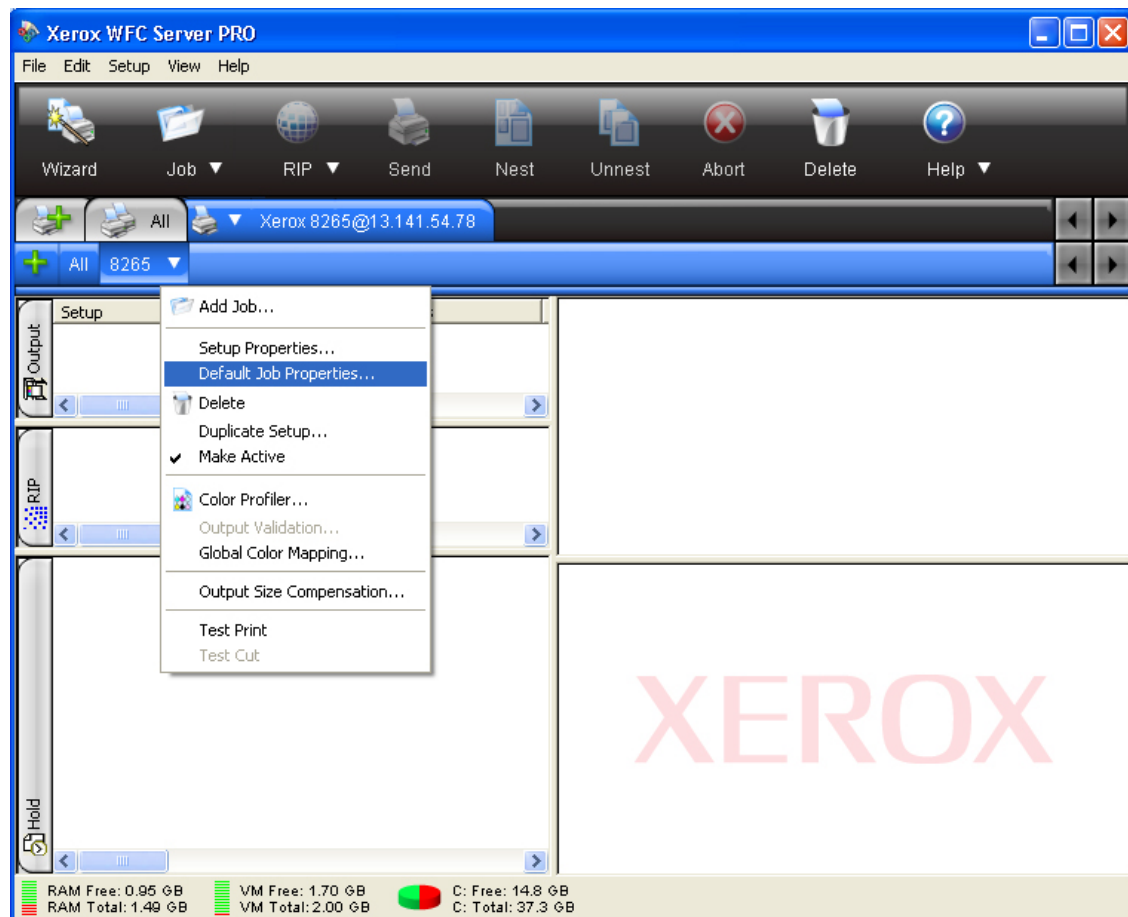 Xerox WFC Server PRO
File Edit Setup View Help
Wizard Job RIP Send Nest Unnest Abort Delete Help
All Xerox 8265@13.141.54.78
All 8265
Output
Setup
Add Job...
Setup Properties...
Default Job Properties...
Delete
Duplicate Setup...
Make Active
RIP
Color Profiler...
Output Validation...
Global Color Mapping...
Output Size Compensation...
Test Print
Test Cut
XEROX
Hold
RAM Free: 0.95 GB VM Free: 1.70 GB C: Free: 14.8 GB
RAM Total: 1.49 GB VM Total: 2.00 GB C: Total: 37.3 GB